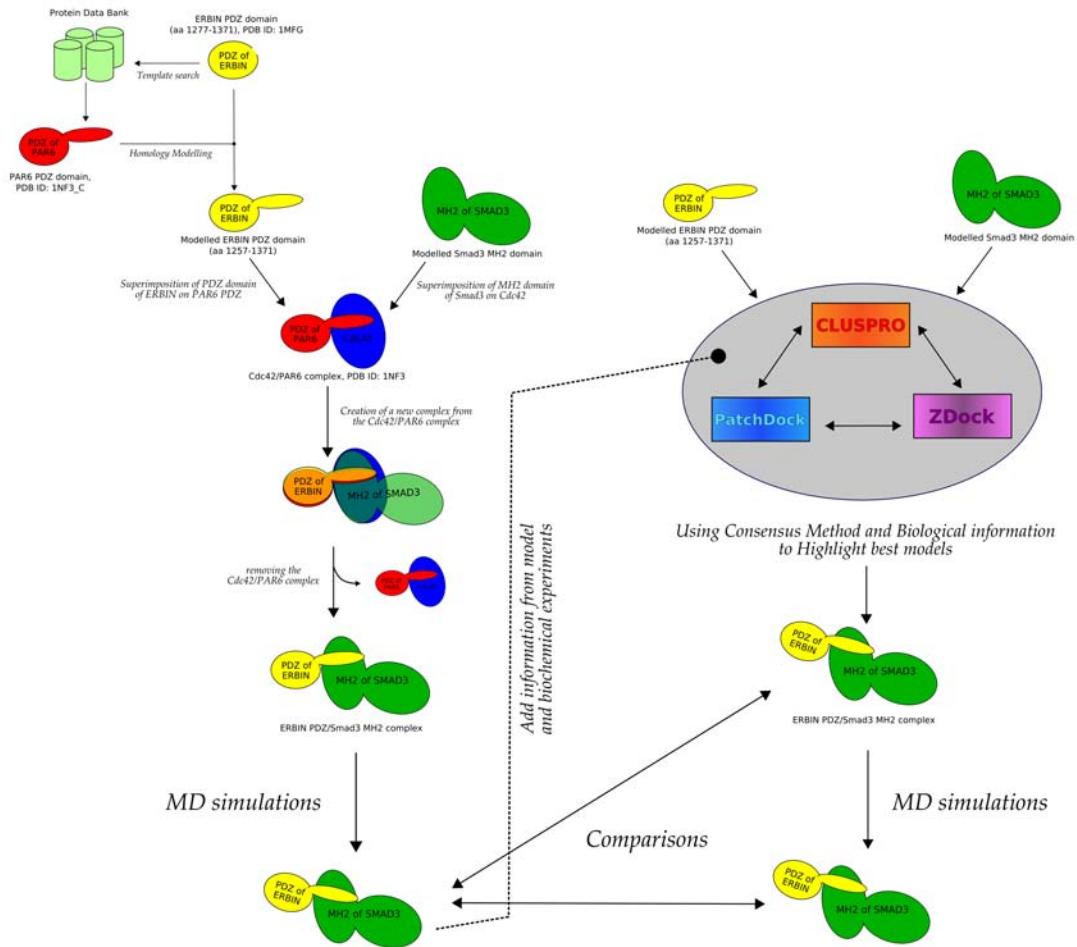 Protein Data Bank
ERBIN PDZ domain
(aa 1277-1371), PDB ID: 1MFG
PDZ of
ERBIN
Template search
PDZ of
PAR6
Homology Modelling
PAR6 PDZ domain,
PDB ID: 1NF3_C
PDZ of
ERBIN
Modelled ERBIN PDZ domain
(aa 1257-1371)
MH2 of SMAD3
Modelled Smad3 MH2 domain
Superimposition of PDZ domain
of ERBIN on PAR6 PDZ
Superimposition of MH2 domain
of Smad3 on Cdc42
PDZ of
PAR6
Cdc42/PAR6 complex, PDB ID: 1NF3
Creation of a new complex from
the Cdc42/PAR6 complex
PDZ of
ERBIN
MH2 of SMAD3
removing the
Cdc42/PAR6 complex
PDZ of
ERBIN
MH2 of SMAD3
ERBIN PDZ/Smad3 MH2 complex
MD simulations
PDZ of
ERBIN
MH2 of SMAD3
Add information from model
and biochemical experiments
PDZ of
ERBIN
Modelled ERBIN PDZ domain
(aa 1257-1371)
MH2 of SMAD3
Modelled Smad3 MH2 domain
CLUSPRO
PatchDock
ZDock
Using Consensus Method and Biological information
to Highlight best models
PDZ of
ERBIN
MH2 of SMAD3
ERBIN PDZ/Smad3 MH2 complex
MD simulations
Comparisons
PDZ of
ERBIN
MH2 of SMAD3